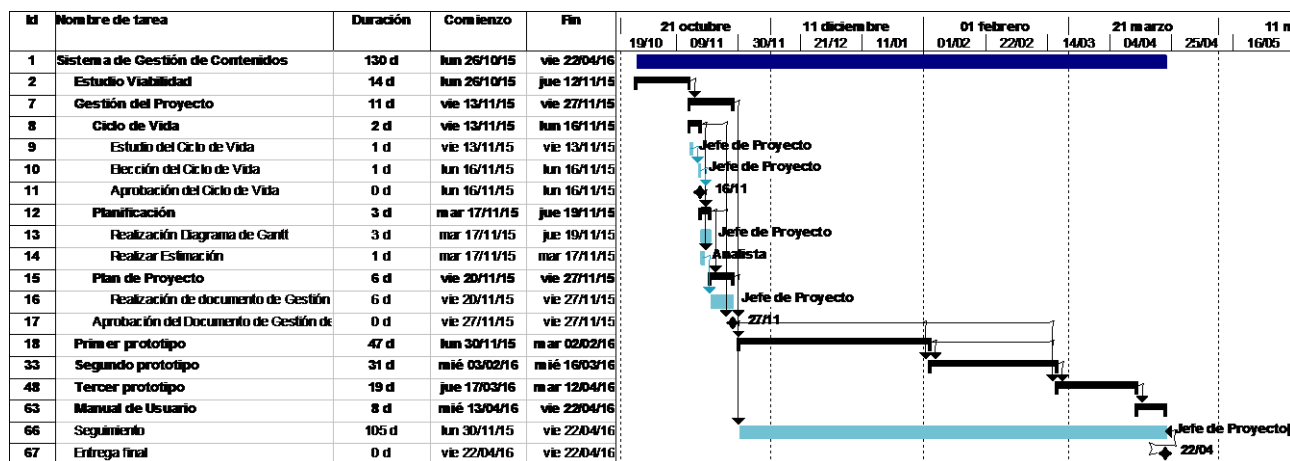 Id Nombre de tarea Duración Comienzo Fin 21 octubre 11 diciembre 01 febrero 21 marzo 11 m
19/10 09/11 30/11 21/12 11/01 01/02 22/02 14/03 04/04 25/04 16/05
1 Sistema de Gestión de Contenidos 130 d lun 26/10/15 vie 22/04/16
2 Estudio Viabilidad 14 d lun 26/10/15 jue 12/11/15
7 Gestión del Proyecto 11 d vie 13/11/15 vie 27/11/15
8 Ciclo de Vida 2 d vie 13/11/15 lun 16/11/15
9 Estudio del Ciclo de Vida 1 d vie 13/11/15 vie 13/11/15 Jefe de Proyecto
10 Elección del Ciclo de Vida 1 d lun 16/11/15 lun 16/11/15 Jefe de Proyecto
11 Aprobación del Ciclo de Vida 0 d lun 16/11/15 lun 16/11/15 16/11
12 Planificación 3 d mar 17/11/15 jue 19/11/15
13 Realización Diagrama de Gantt 3 d mar 17/11/15 jue 19/11/15 Jefe de Proyecto
14 Realizar Estimación 1 d mar 17/11/15 mar 17/11/15 Analista
15 Plan de Proyecto 6 d vie 20/11/15 vie 27/11/15
16 Realización de documento de Gestión 6 d vie 20/11/15 vie 27/11/15 Jefe de Proyecto
17 Aprobación del Documento de Gestión de 0 d vie 27/11/15 vie 27/11/15 27/11
18 Primer prototipo 47 d lun 30/11/15 mar 02/02/16
33 Segundo prototipo 31 d mié 03/02/16 mié 16/03/16
48 Tercer prototipo 19 d jue 17/03/16 mar 12/04/16
63 Manual de Usuario 8 d mié 13/04/16 vie 22/04/16
66 Seguimiento 105 d lun 30/11/15 vie 22/04/16 Jefe de Proyecto
67 Entrega final 0 d vie 22/04/16 vie 22/04/16 22/04